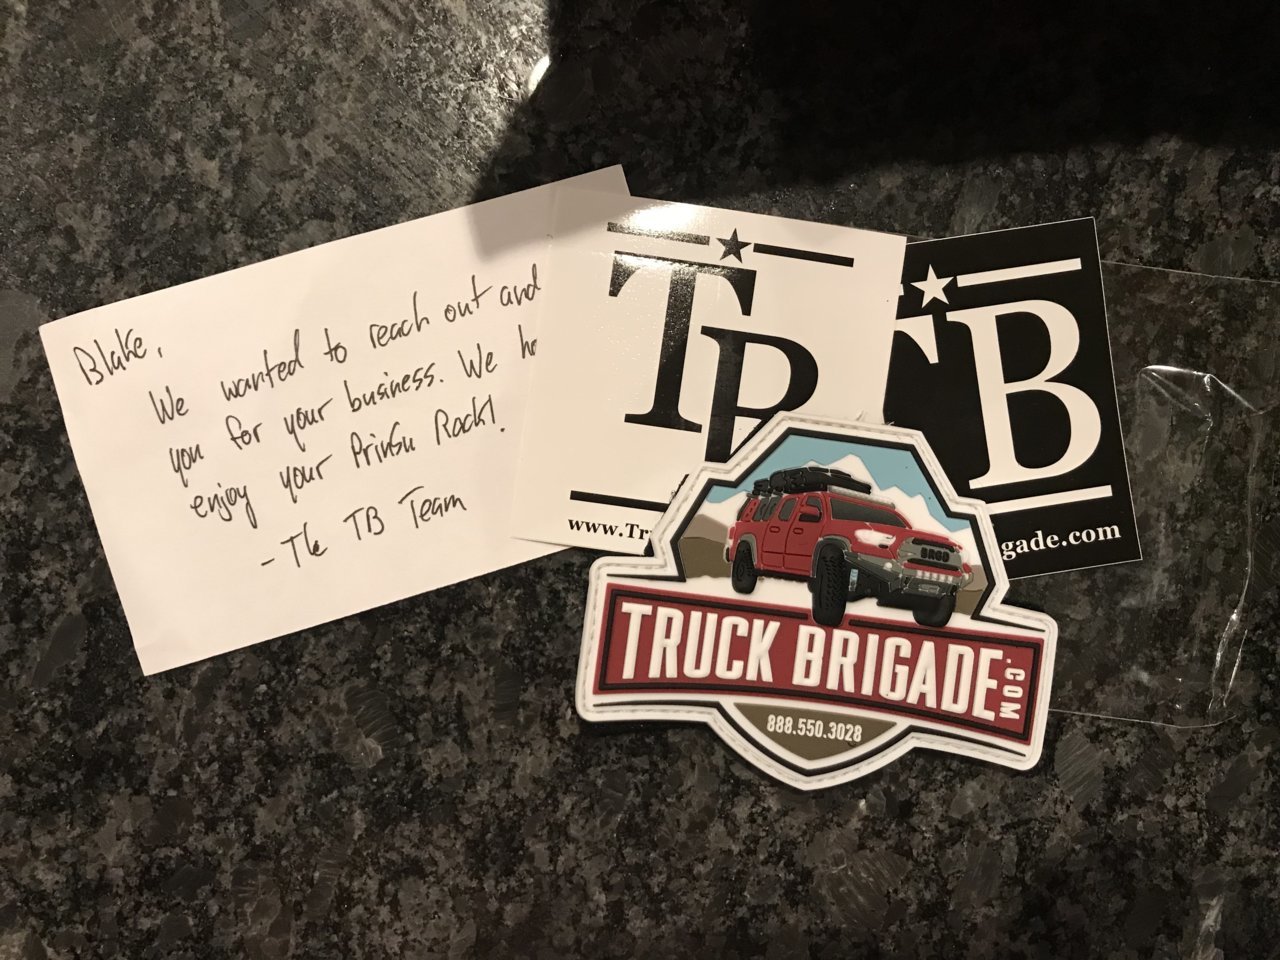 Blake,
We wanted to reach out and
you for your business. We
enjoy your Prinsu Rack!
- The TB Team
TB
www.Tr
TB
gade.com
BRGD
TRUCK BRIGADE.COM
888.550.3028